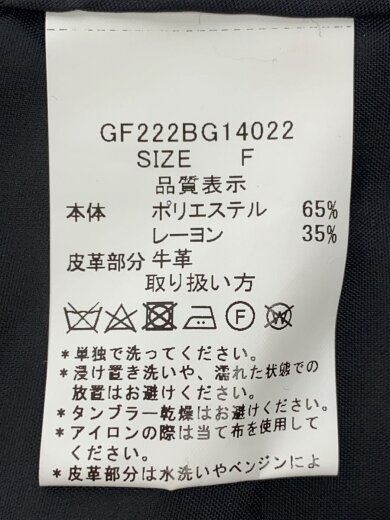 GF222BG14022
SIZE F
品質表示
本体 ポリエステル 65%
レーヨン 35%
皮革部分 牛革
取り扱い方
F W
*単独で洗ってください。
*浸け置き洗いや、濡れた状態での
放置はお避けください。
*タンブラー乾燥はお避けください。
*アイロンの際は当て布を使用して
ください。
*皮革部分は水洗いやベンジンによ